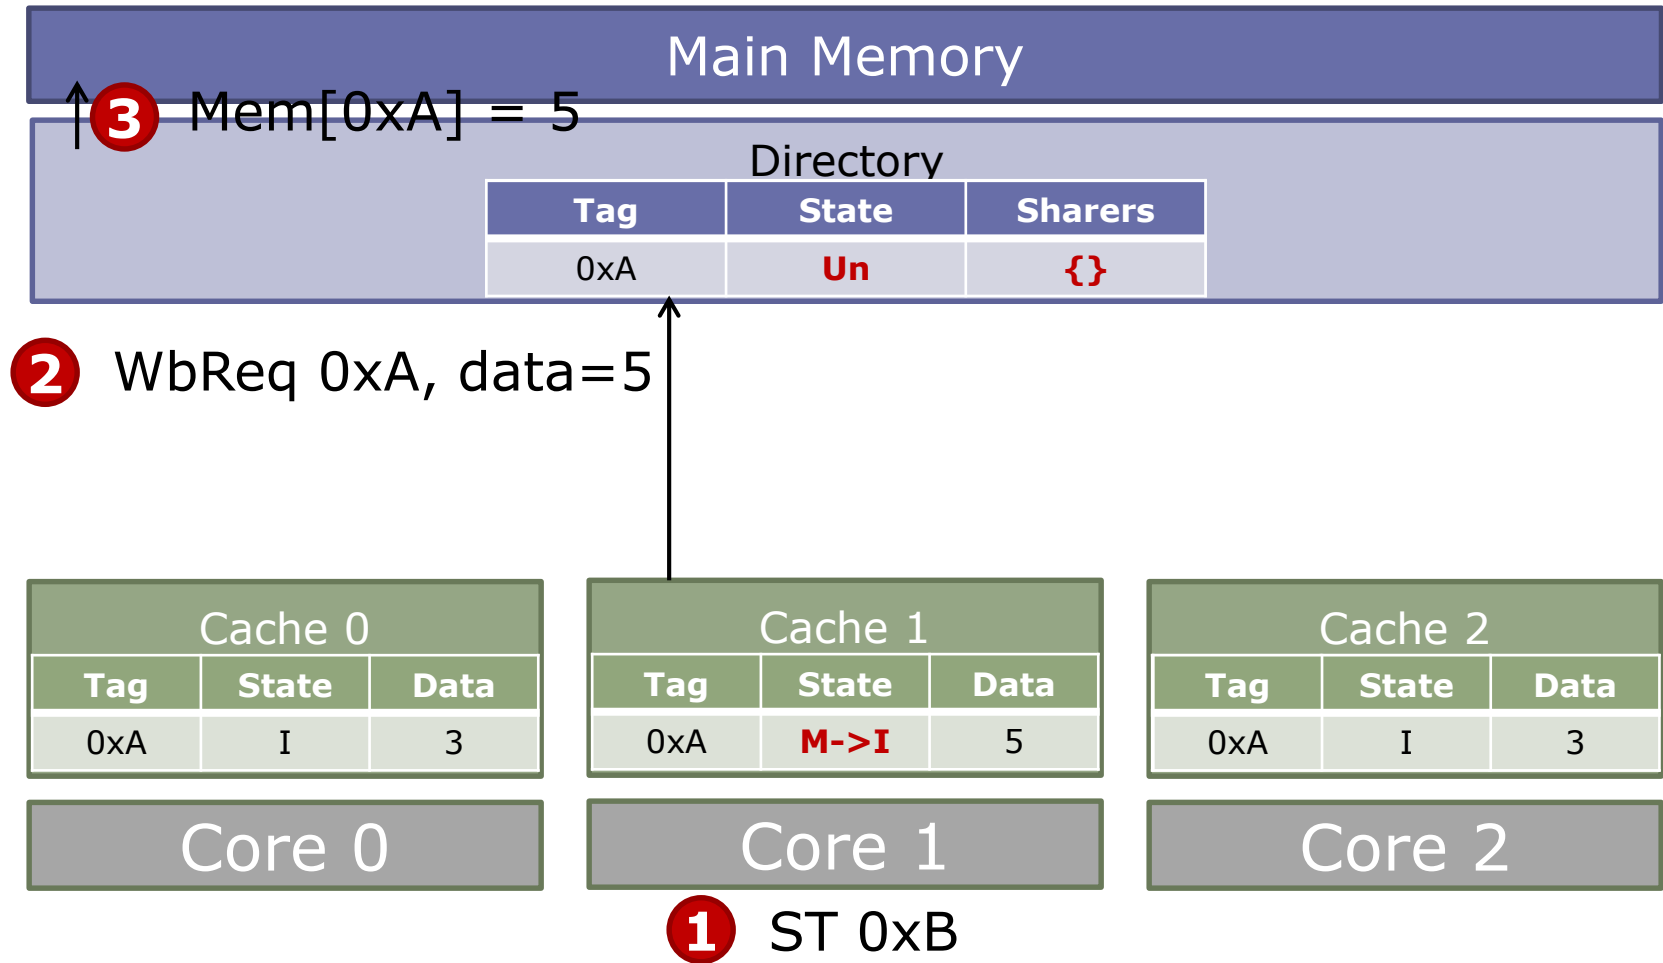 Main Memory
3 Mem[0xA] = 5
Directory
Tag State Sharers
0xA Un {}
2 WbReq 0xA, data=5
Cache 0 Cache 1 Cache 2
Tag State Data Tag State Data Tag State Data
0xA I 3 0xA M->I 5 0xA I 3
Core 0 Core 1 Core 2
1 ST 0xB